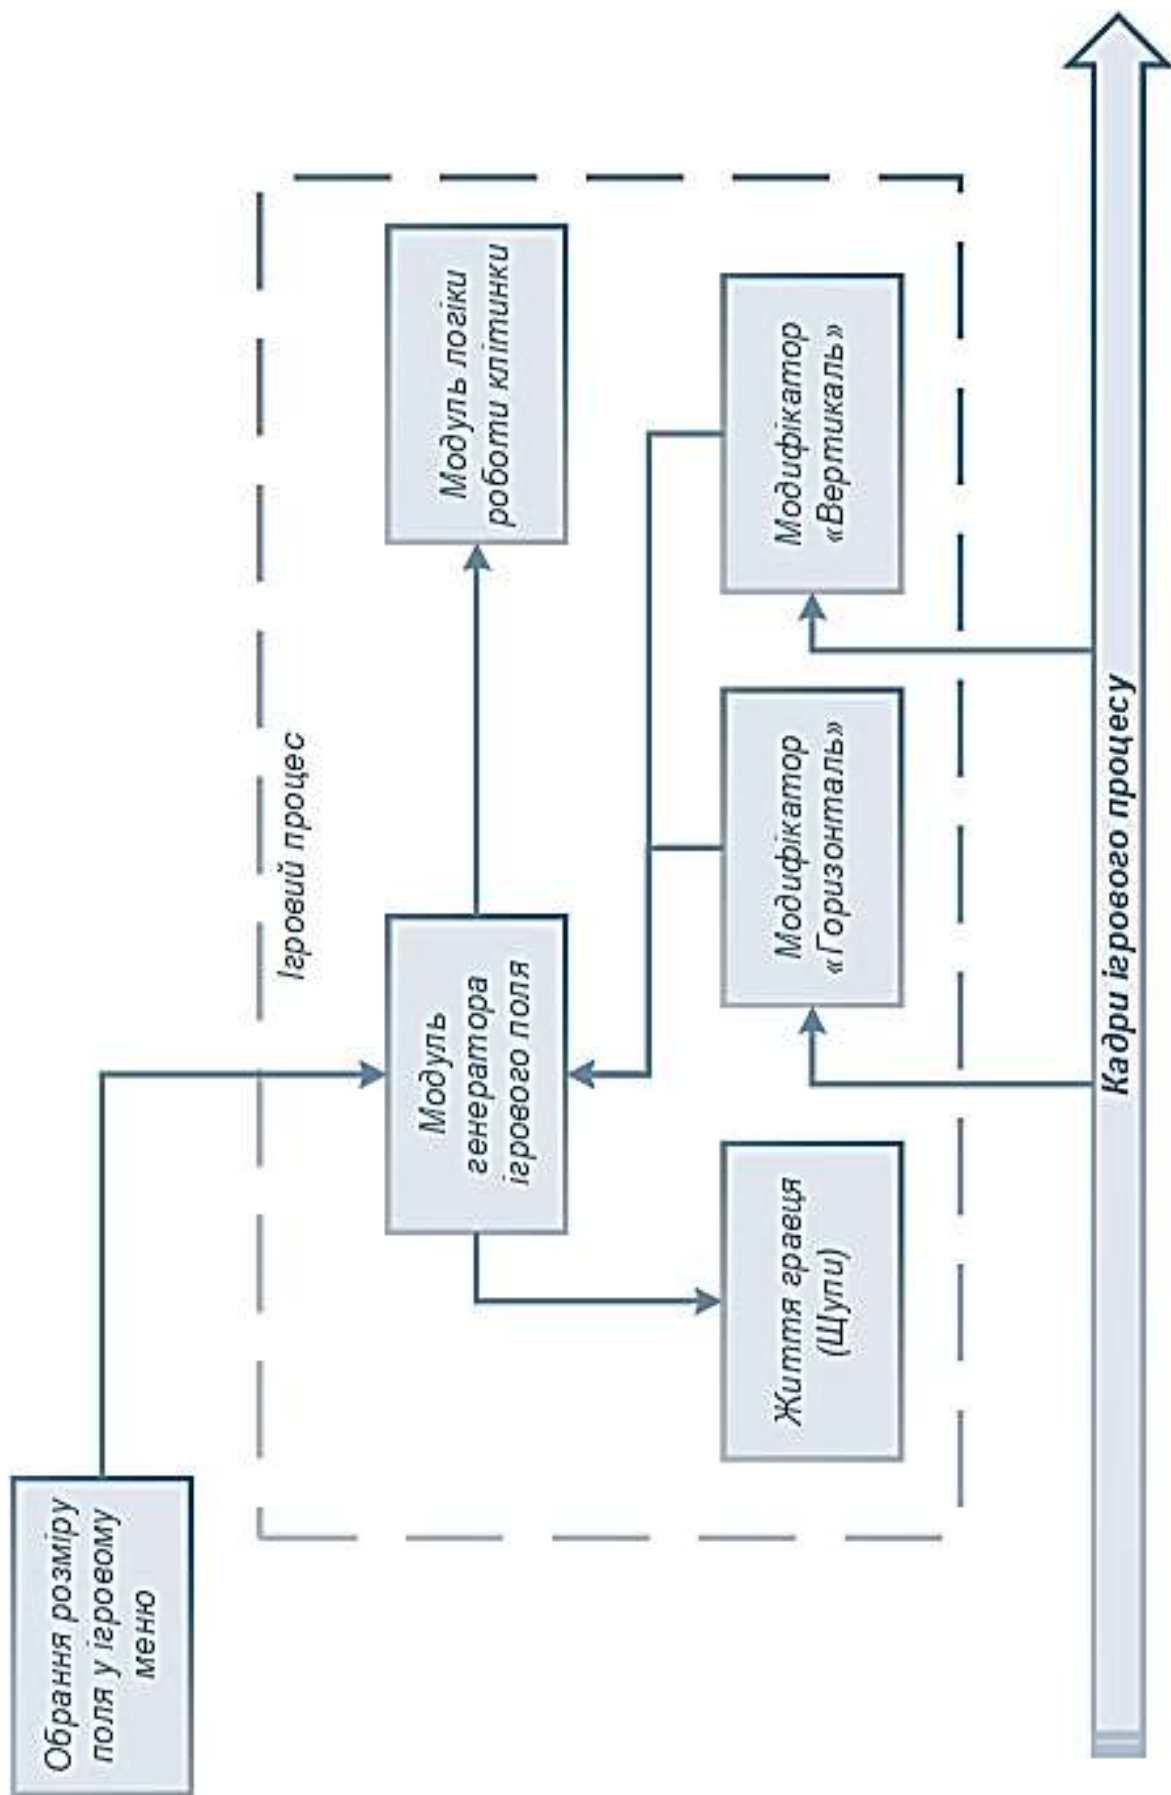 Обрання розміру
поля у ігровому
меню
Ігровий процес
Модуль
генератора
ігрового поля
Модуль логіки
роботи клітинки
Життя гравця
(Щупи)
Модифікатор
«Горизонталь»
Модифікатор
«Вертикаль»
Кадри ігрового процесу